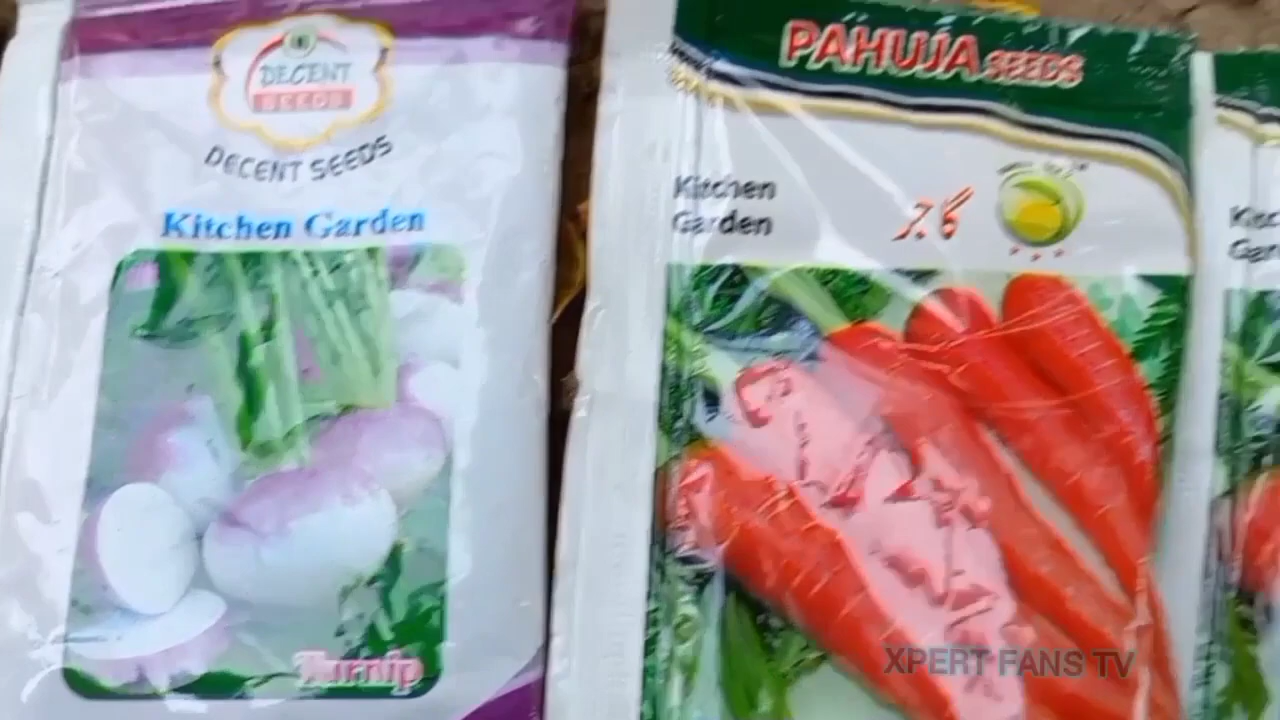 DECENT
SEEDS
DECENT SEEDS
Kitchen Garden
Turnip
PAHUJA SEEDS
Kitchen
Garden
XPERT FANS TV